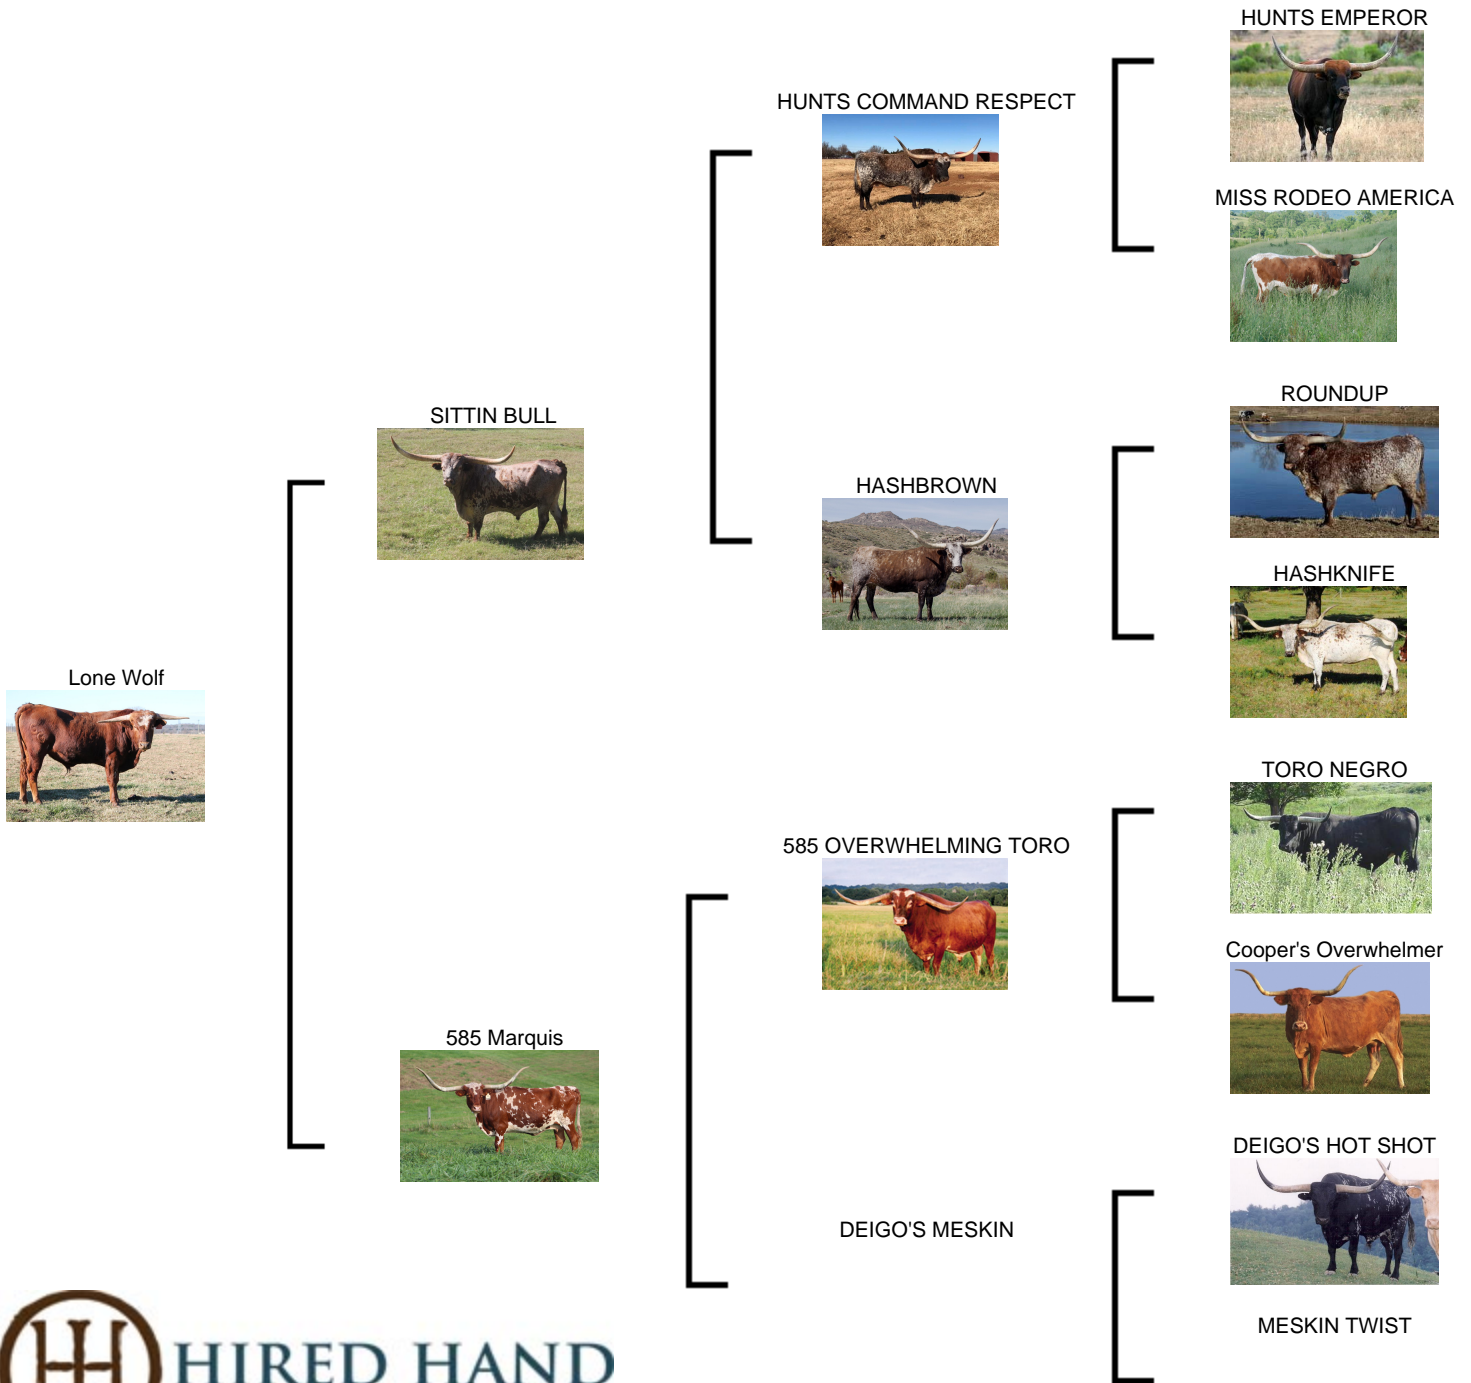 HUNTS EMPEROR
HUNTS COMMAND RESPECT
MISS RODEO AMERICA
ROUNDUP
SITTIN BULL
HASHBROWN
HASHKNIFE
Lone Wolf
TORO NEGRO
585 OVERWHELMING TORO
Cooper's Overwhelmer
585 Marquis
DEIGO'S HOT SHOT
DEIGO'S MESKIN
MESKIN TWIST
HIRED HAND